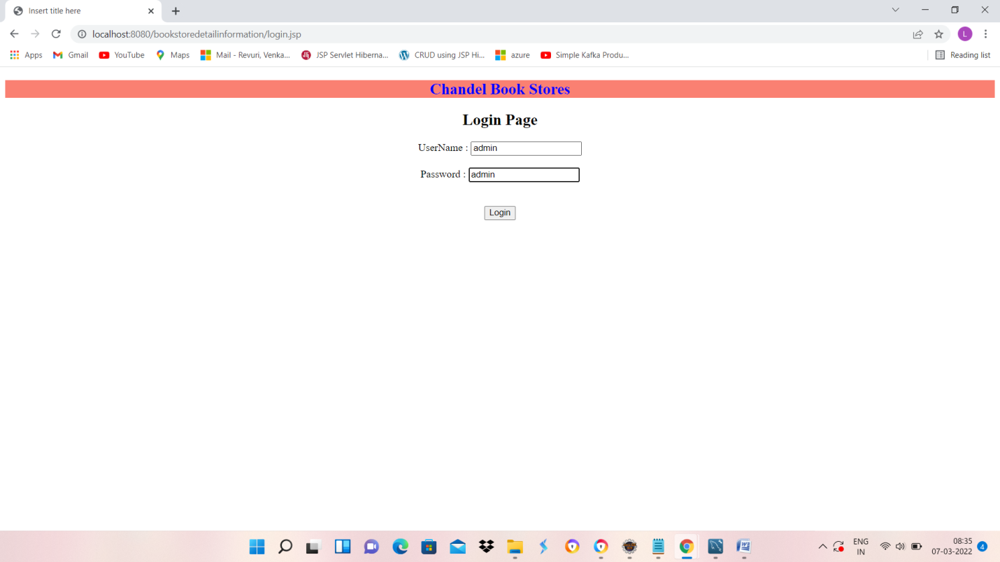 Insert title here
localhost:8080/bookstoredetailinformation/login.jsp
L
Apps Gmail YouTube Maps Mail - Revuri, Venka... JSP Servlet Hiberna... CRUD using JSP Hi... azure Simple Kafka Produ... Reading list
Chandel Book Stores
Login Page
UserName : admin
Password : admin
Login
ENG
IN
08:35
07-03-2022
4